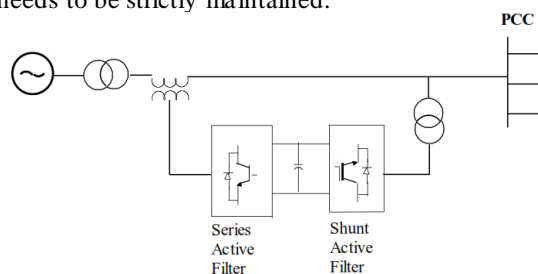 needs to be strictly maintained.
PCC
Series
Active
Filter
Shunt
Active
Filter